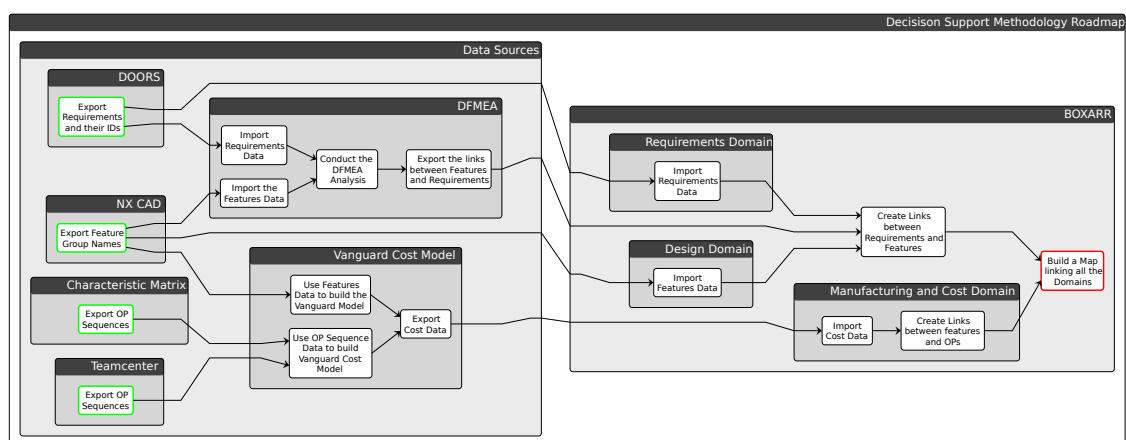 Decisison Support Methodology Roadmap
Data Sources
DOORS
Export
Requirements
and their IDs
DFMEA
Import
Requirements
Data
Conduct the
DFMEA
Analysis
Export the links
between Features
and Requirements
Import the
Features Data
NX CAD
Export Feature
Group Names
Vanguard Cost Model
Use Features
Data to build the
Vanguard Model
Use OP Sequence
Data to build
Vanguard Cost
Model
Export
Cost Data
Characteristic Matrix
Export OP
Sequences
Teamcenter
Export OP
Sequences
BOXARR
Requirements Domain
Import
Requirements
Data
Design Domain
Import
Features Data
Create Links
between
Requirements and
Features
Manufacturing and Cost Domain
Import
Cost Data
Create Links
between features
and OPs
Build a Map
linking all the
Domains